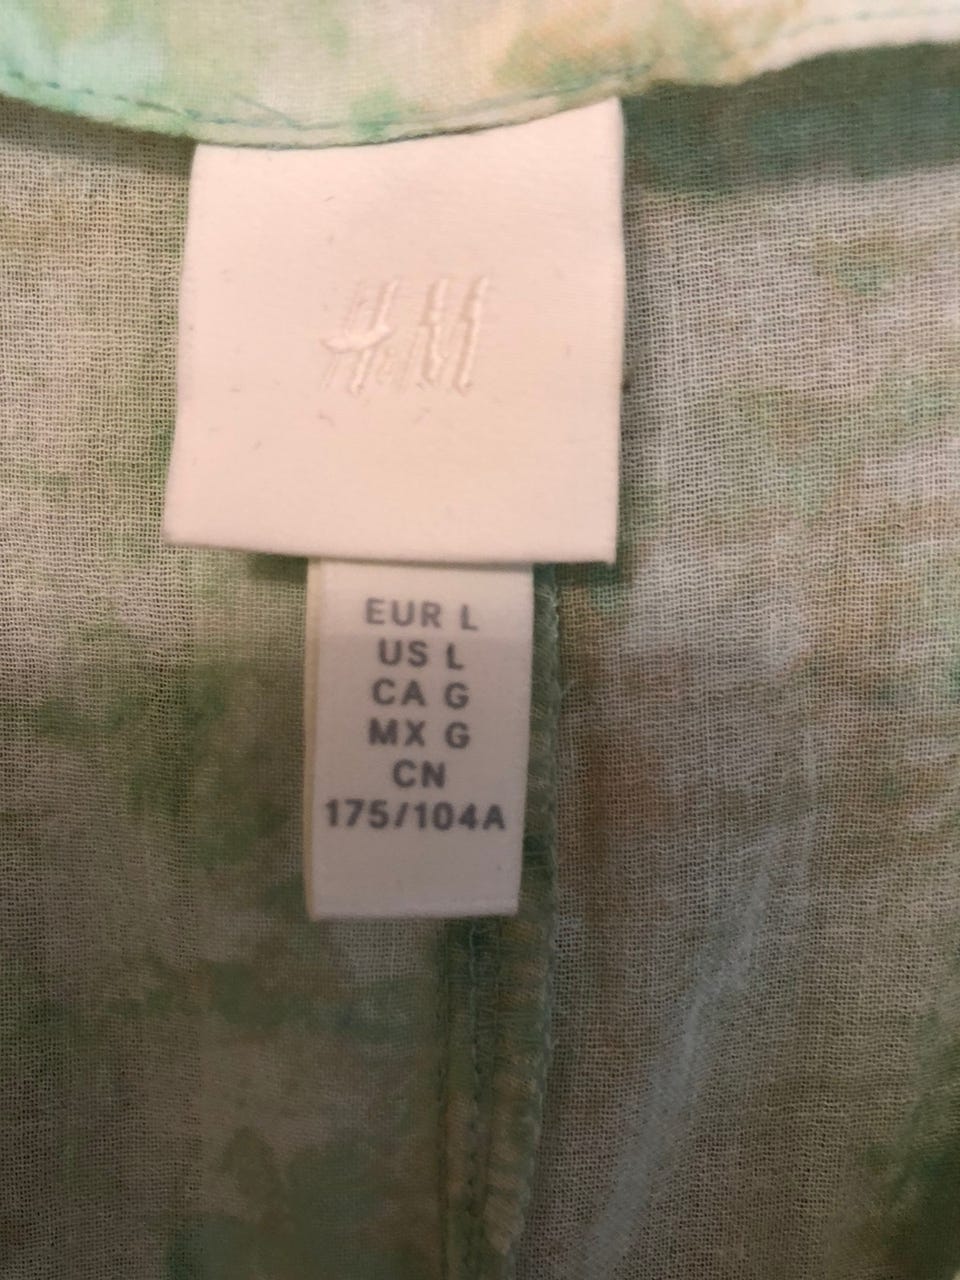 H&M
EUR L
US L
CA G
MX G
CN
175/104A